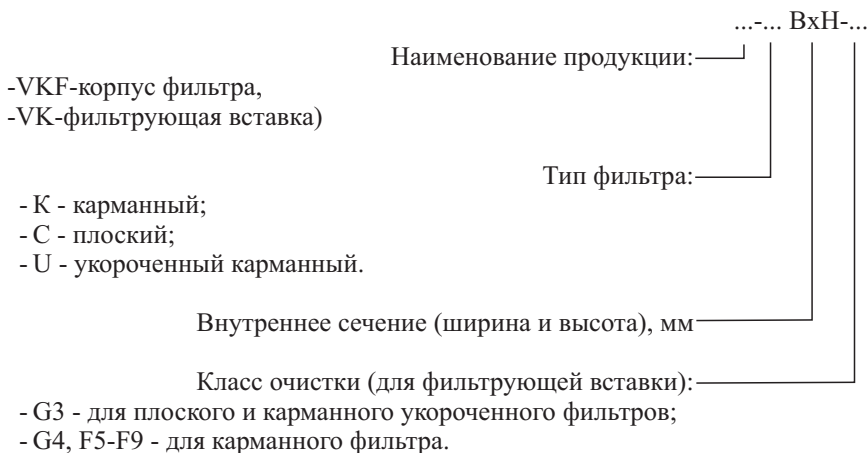 ...-... ВxН-...
Наименование продукции:
-VKF-корпус фильтра,
-VK-фильтрующая вставка)
Тип фильтра:
- К - карманный;
- С - плоский;
- U - укороченный карманный.
Внутреннее сечение (ширина и высота), мм
Класс очистки (для фильтрующей вставки):
- G3 - для плоского и карманного укороченного фильтров;
- G4, F5-F9 - для карманного фильтра.